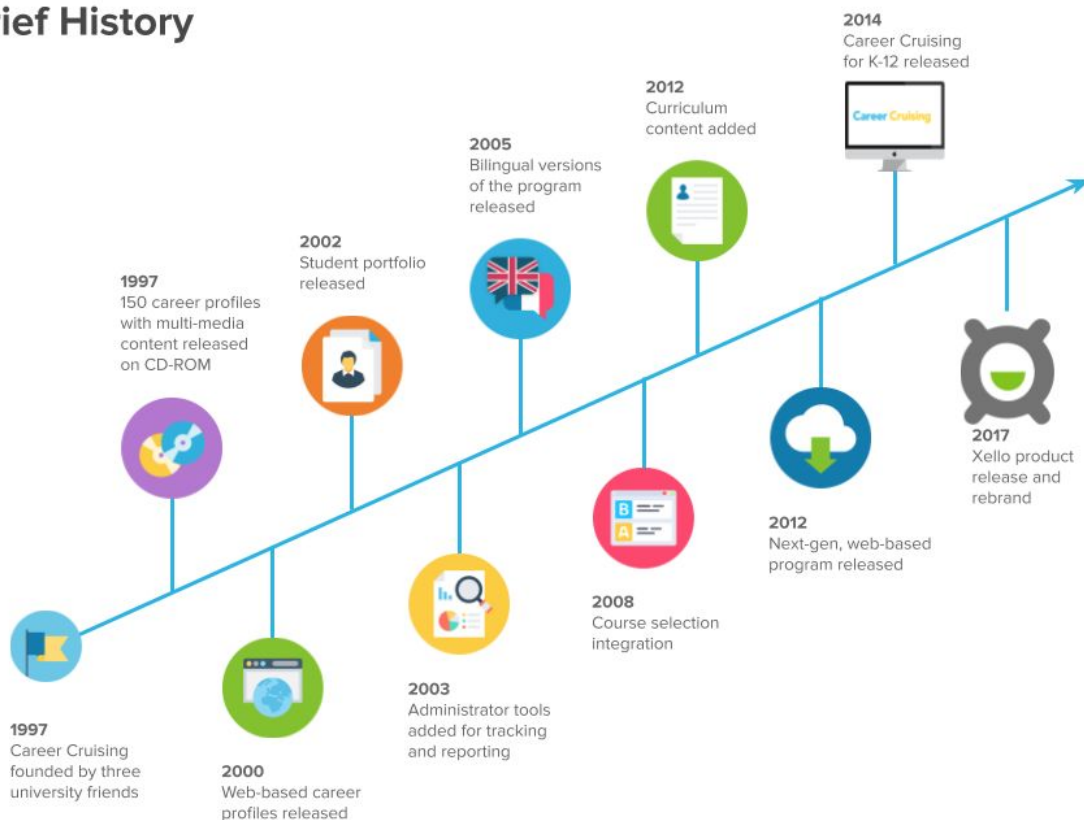 rief History
1997
Career Cruising
founded by three
university friends
1997
150 career profiles
with multi-media
content released
on CD-ROM
2000
Web-based career
profiles released
2002
Student portfolio
released
2003
Administrator tools
added for tracking
and reporting
2005
Bilingual versions
of the program
released
2008
Course selection
integration
B
A
2012
Curriculum
content added
2012
Next-gen, web-based
program released
2014
Career Cruising
for K-12 released
Career Cruising
2017
Xello product
release and
rebrand